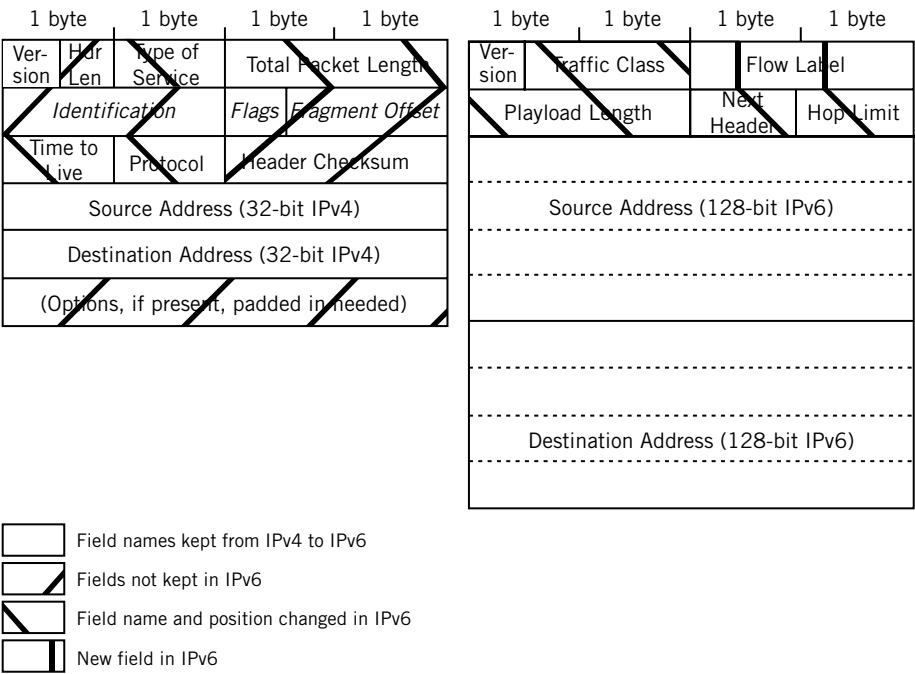 1 byte 1 byte 1 byte 1 byte
Ver-
sion
Hdr
Len
Type of
Service
Total Packet Length
Identification
Flags
Fragment Offset
Time to
Live
Protocol
Header Checksum
Source Address (32-bit IPv4)
Destination Address (32-bit IPv4)
(Options, if present, padded in needed)
1 byte 1 byte 1 byte 1 byte
Ver-
sion
Traffic Class
Flow Label
Playload Length
Next
Header
Hop Limit
Source Address (128-bit IPv6)
Destination Address (128-bit IPv6)
Field names kept from IPv4 to IPv6
Fields not kept in IPv6
Field name and position changed in IPv6
New field in IPv6